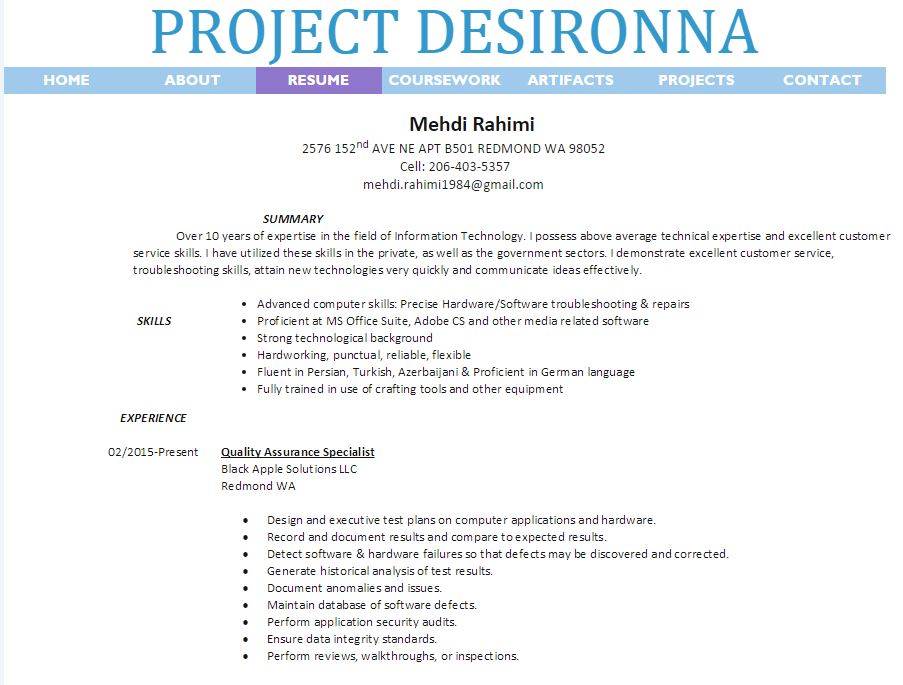 PROJECT DESIRONNA
HOME ABOUT RESUME COURSEWORK ARTIFACTS PROJECTS CONTACT
Mehdi Rahimi
2576 152nd AVE NE APT B501 REDMOND WA 98052
Cell: 206-403-5357
mehdi.rahimi1984@gmail.com
SUMMARY
Over 10 years of expertise in the field of Information Technology. I possess above average technical expertise and excellent customer
service skills. I have utilized these skills in the private, as well as the government sectors. I demonstrate excellent customer service,
troubleshooting skills, attain new technologies very quickly and communicate ideas effectively.
• Advanced computer skills: Precise Hardware/Software troubleshooting & repairs
SKILLS • Proficient at MS Office Suite, Adobe CS and other media related software
• Strong technological background
• Hardworking, punctual, reliable, flexible
• Fluent in Persian, Turkish, Azerbaijani & Proficient in German language
• Fully trained in use of crafting tools and other equipment
EXPERIENCE
02/2015-Present Quality Assurance Specialist
Black Apple Solutions LLC
Redmond WA
• Design and executive test plans on computer applications and hardware.
• Record and document results and compare to expected results.
• Detect software & hardware failures so that defects may be discovered and corrected.
• Generate historical analysis of test results.
• Document anomalies and issues.
• Maintain database of software defects.
• Perform application security audits.
• Ensure data integrity standards.
• Perform reviews, walkthroughs, or inspections.